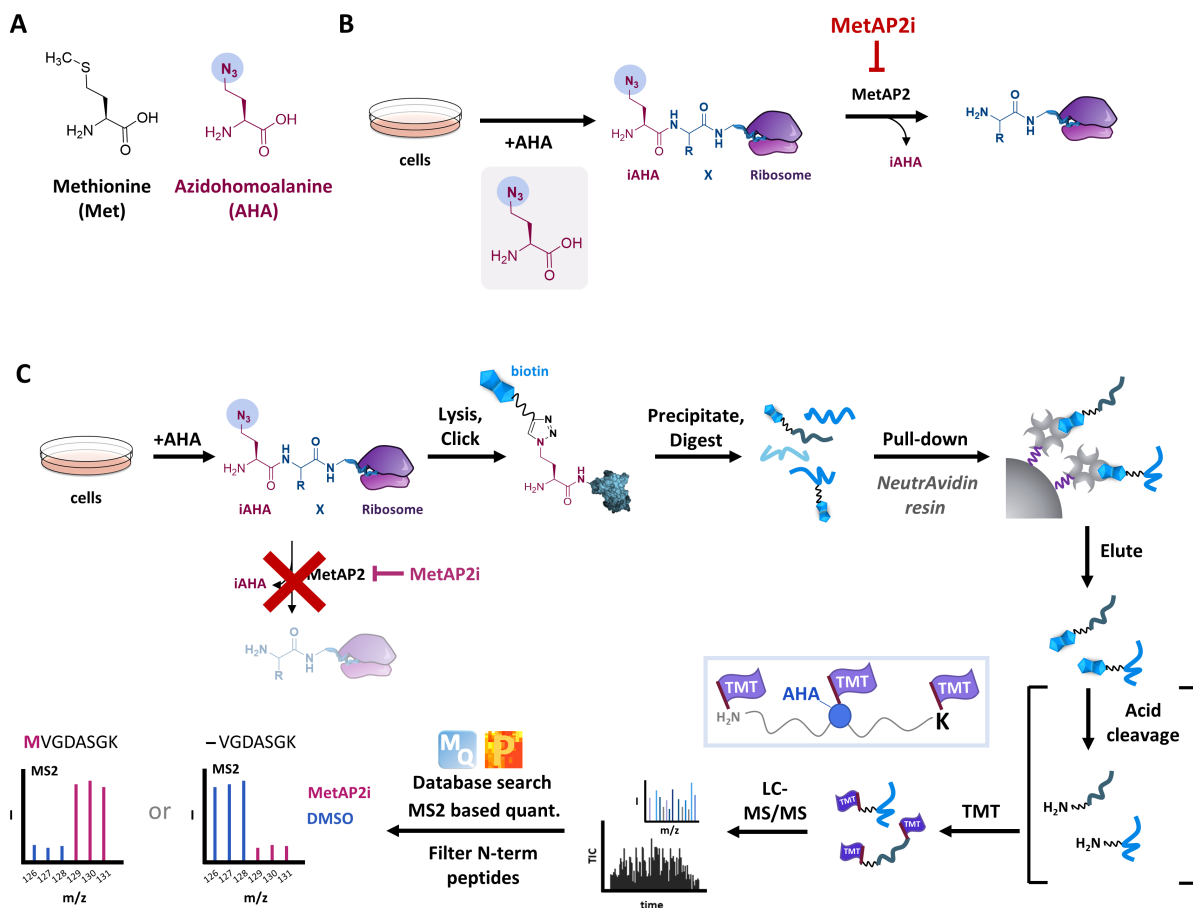 A
H₃C
S
H₂N
OH
O
Methionine
(Met)
N₃
H₂N
OH
O
Azidohomoalanine
(AHA)
B
cells
+AHA
N₃
H₂N
OH
O
N₃
H₂N
O
H
N
R
O
N
H
iAHA
X
Ribosome
MetAP2i
MetAP2
iAHA
H₂N
O
R
N
H
C
cells
+AHA
N₃
H₂N
O
H
N
R
O
N
H
iAHA
X
Ribosome
Lysis,
Click
biotin
N
N
N
H₂N
O
H
N
Precipitate,
Digest
Pull-down
NeutrAvidin
resin
Elute
iAHA
MetAP2
MetAP2i
H₂N
O
R
N
H
Acid
cleavage
H₂N
H₂N
TMT
TMT
TMT
AHA
H₂N
K
TMT
TMT
TMT
TMT
LC-
MS/MS
I
m/z
TIC
time
MQ
P
Database search
MS2 based quant.
Filter N-term
peptides
MVGDASGK
MS2
I
126
127
128
129
130
131
m/z
or
–VGDASGK
MS2
I
126
127
128
129
130
131
m/z
MetAP2i
DMSO